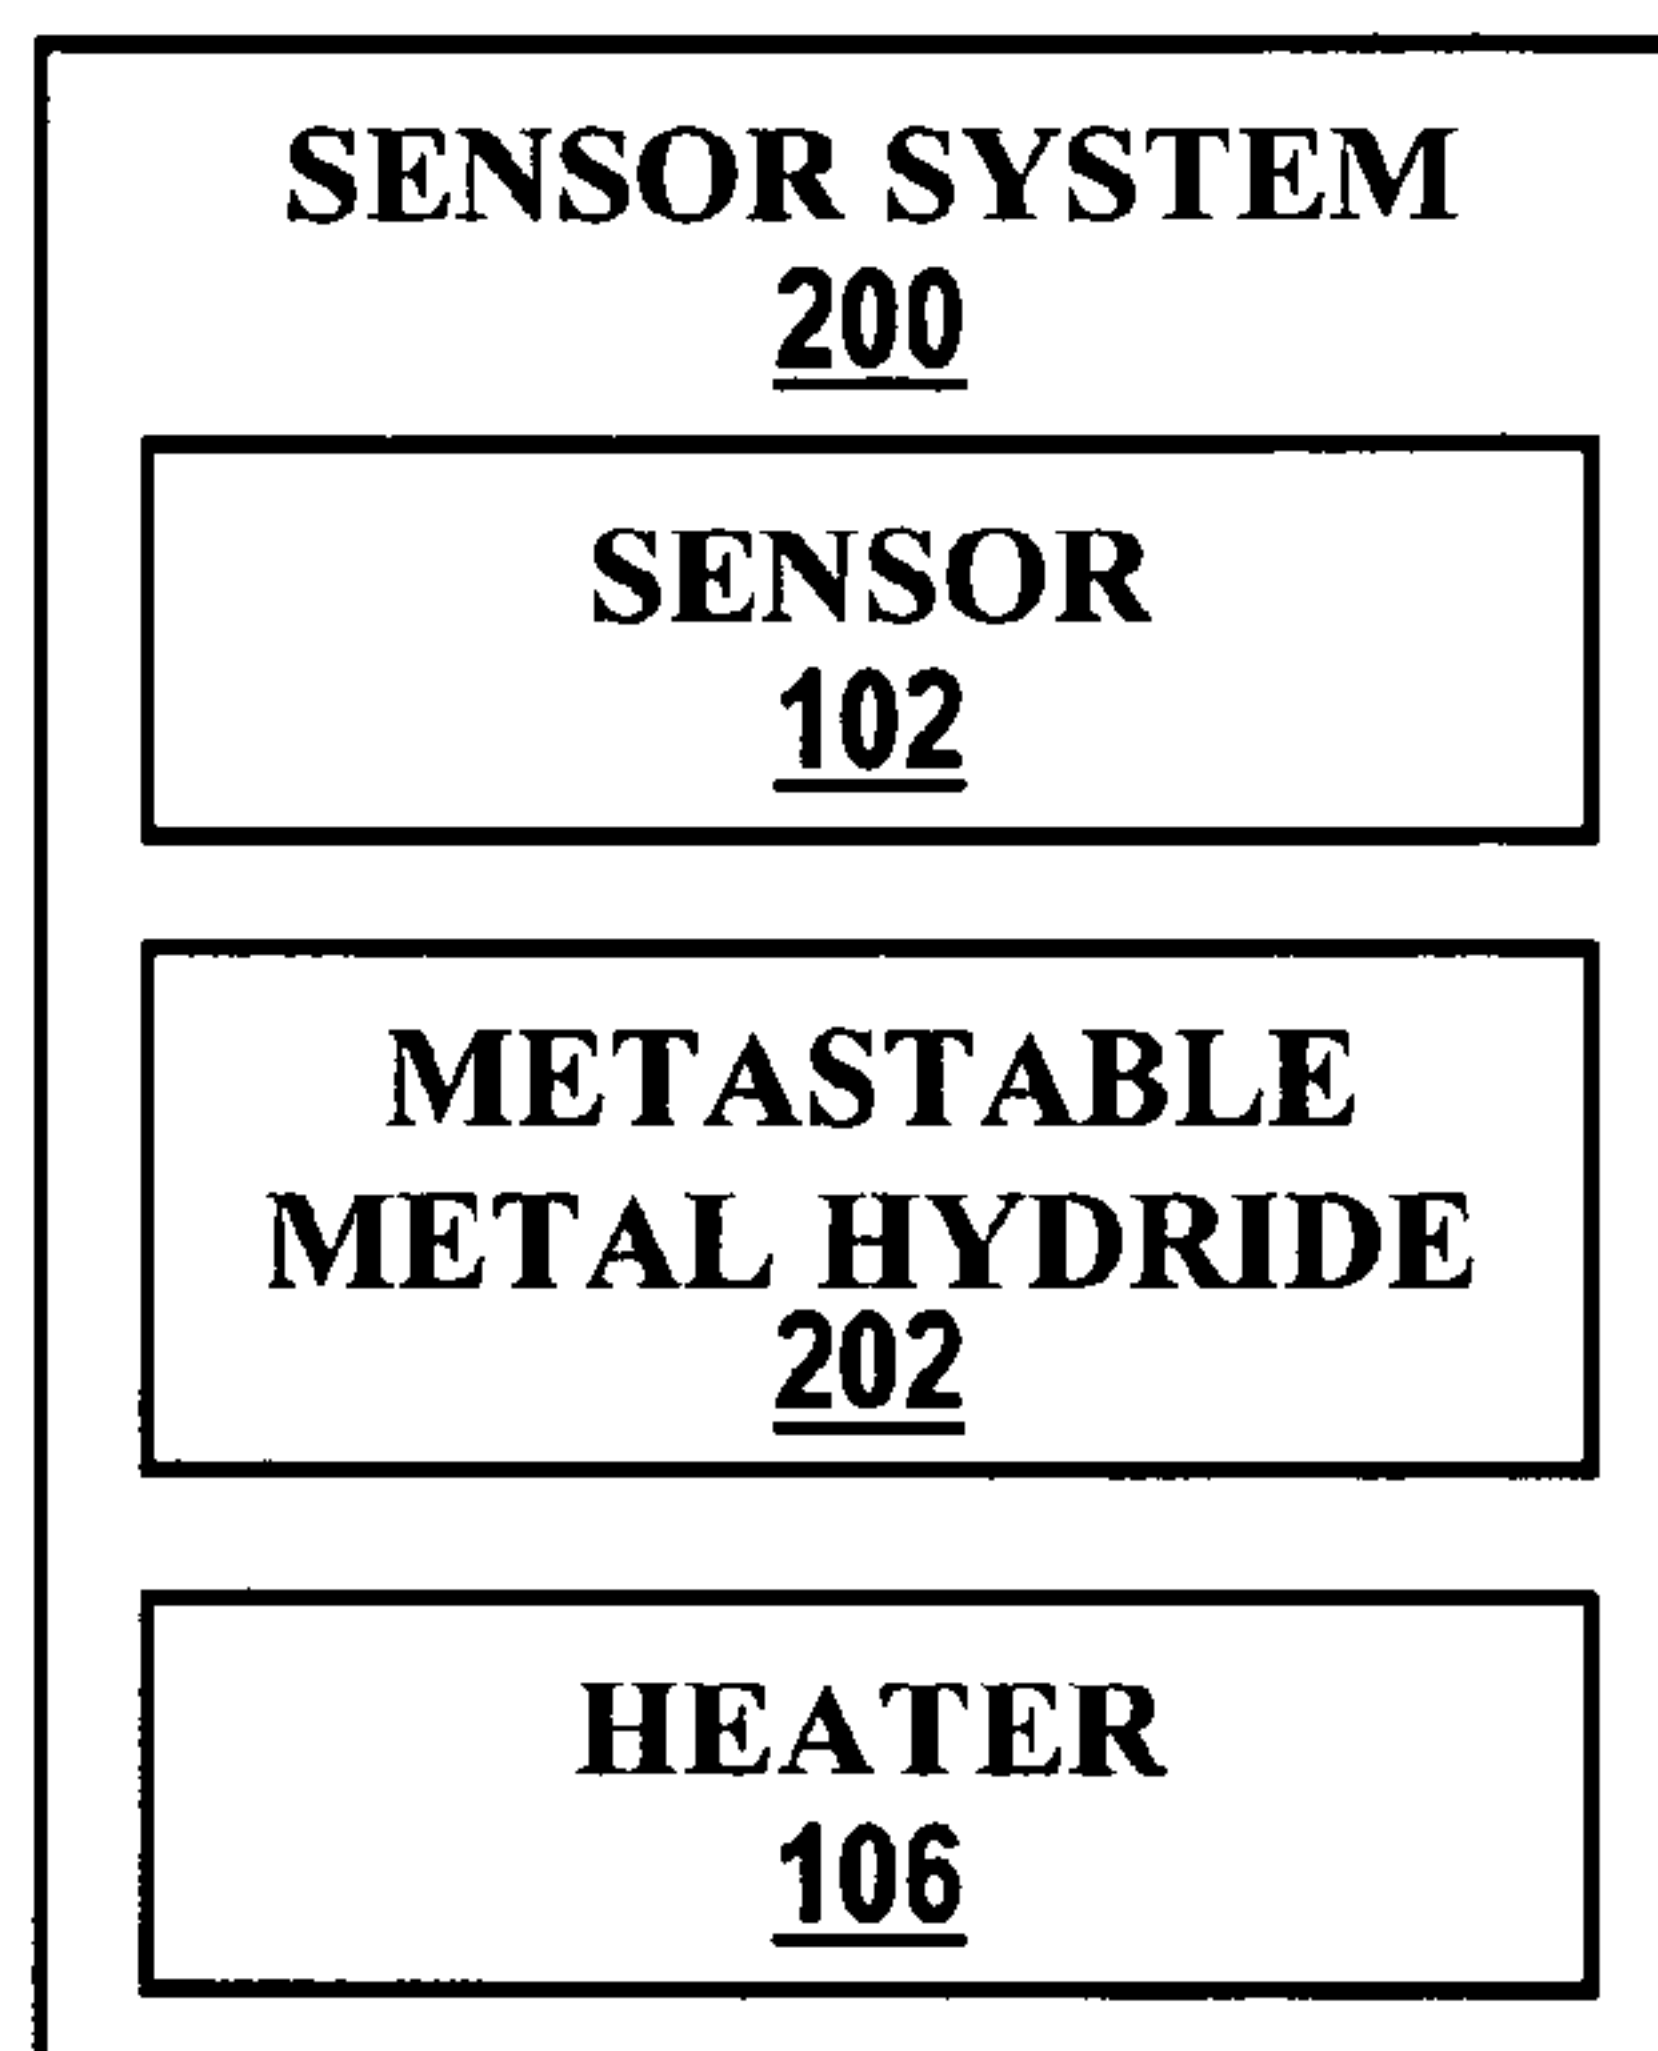 SENSOR SYSTEM
200
SENSOR
102
METASTABLE
METAL HYDRIDE
202
HEATER
106